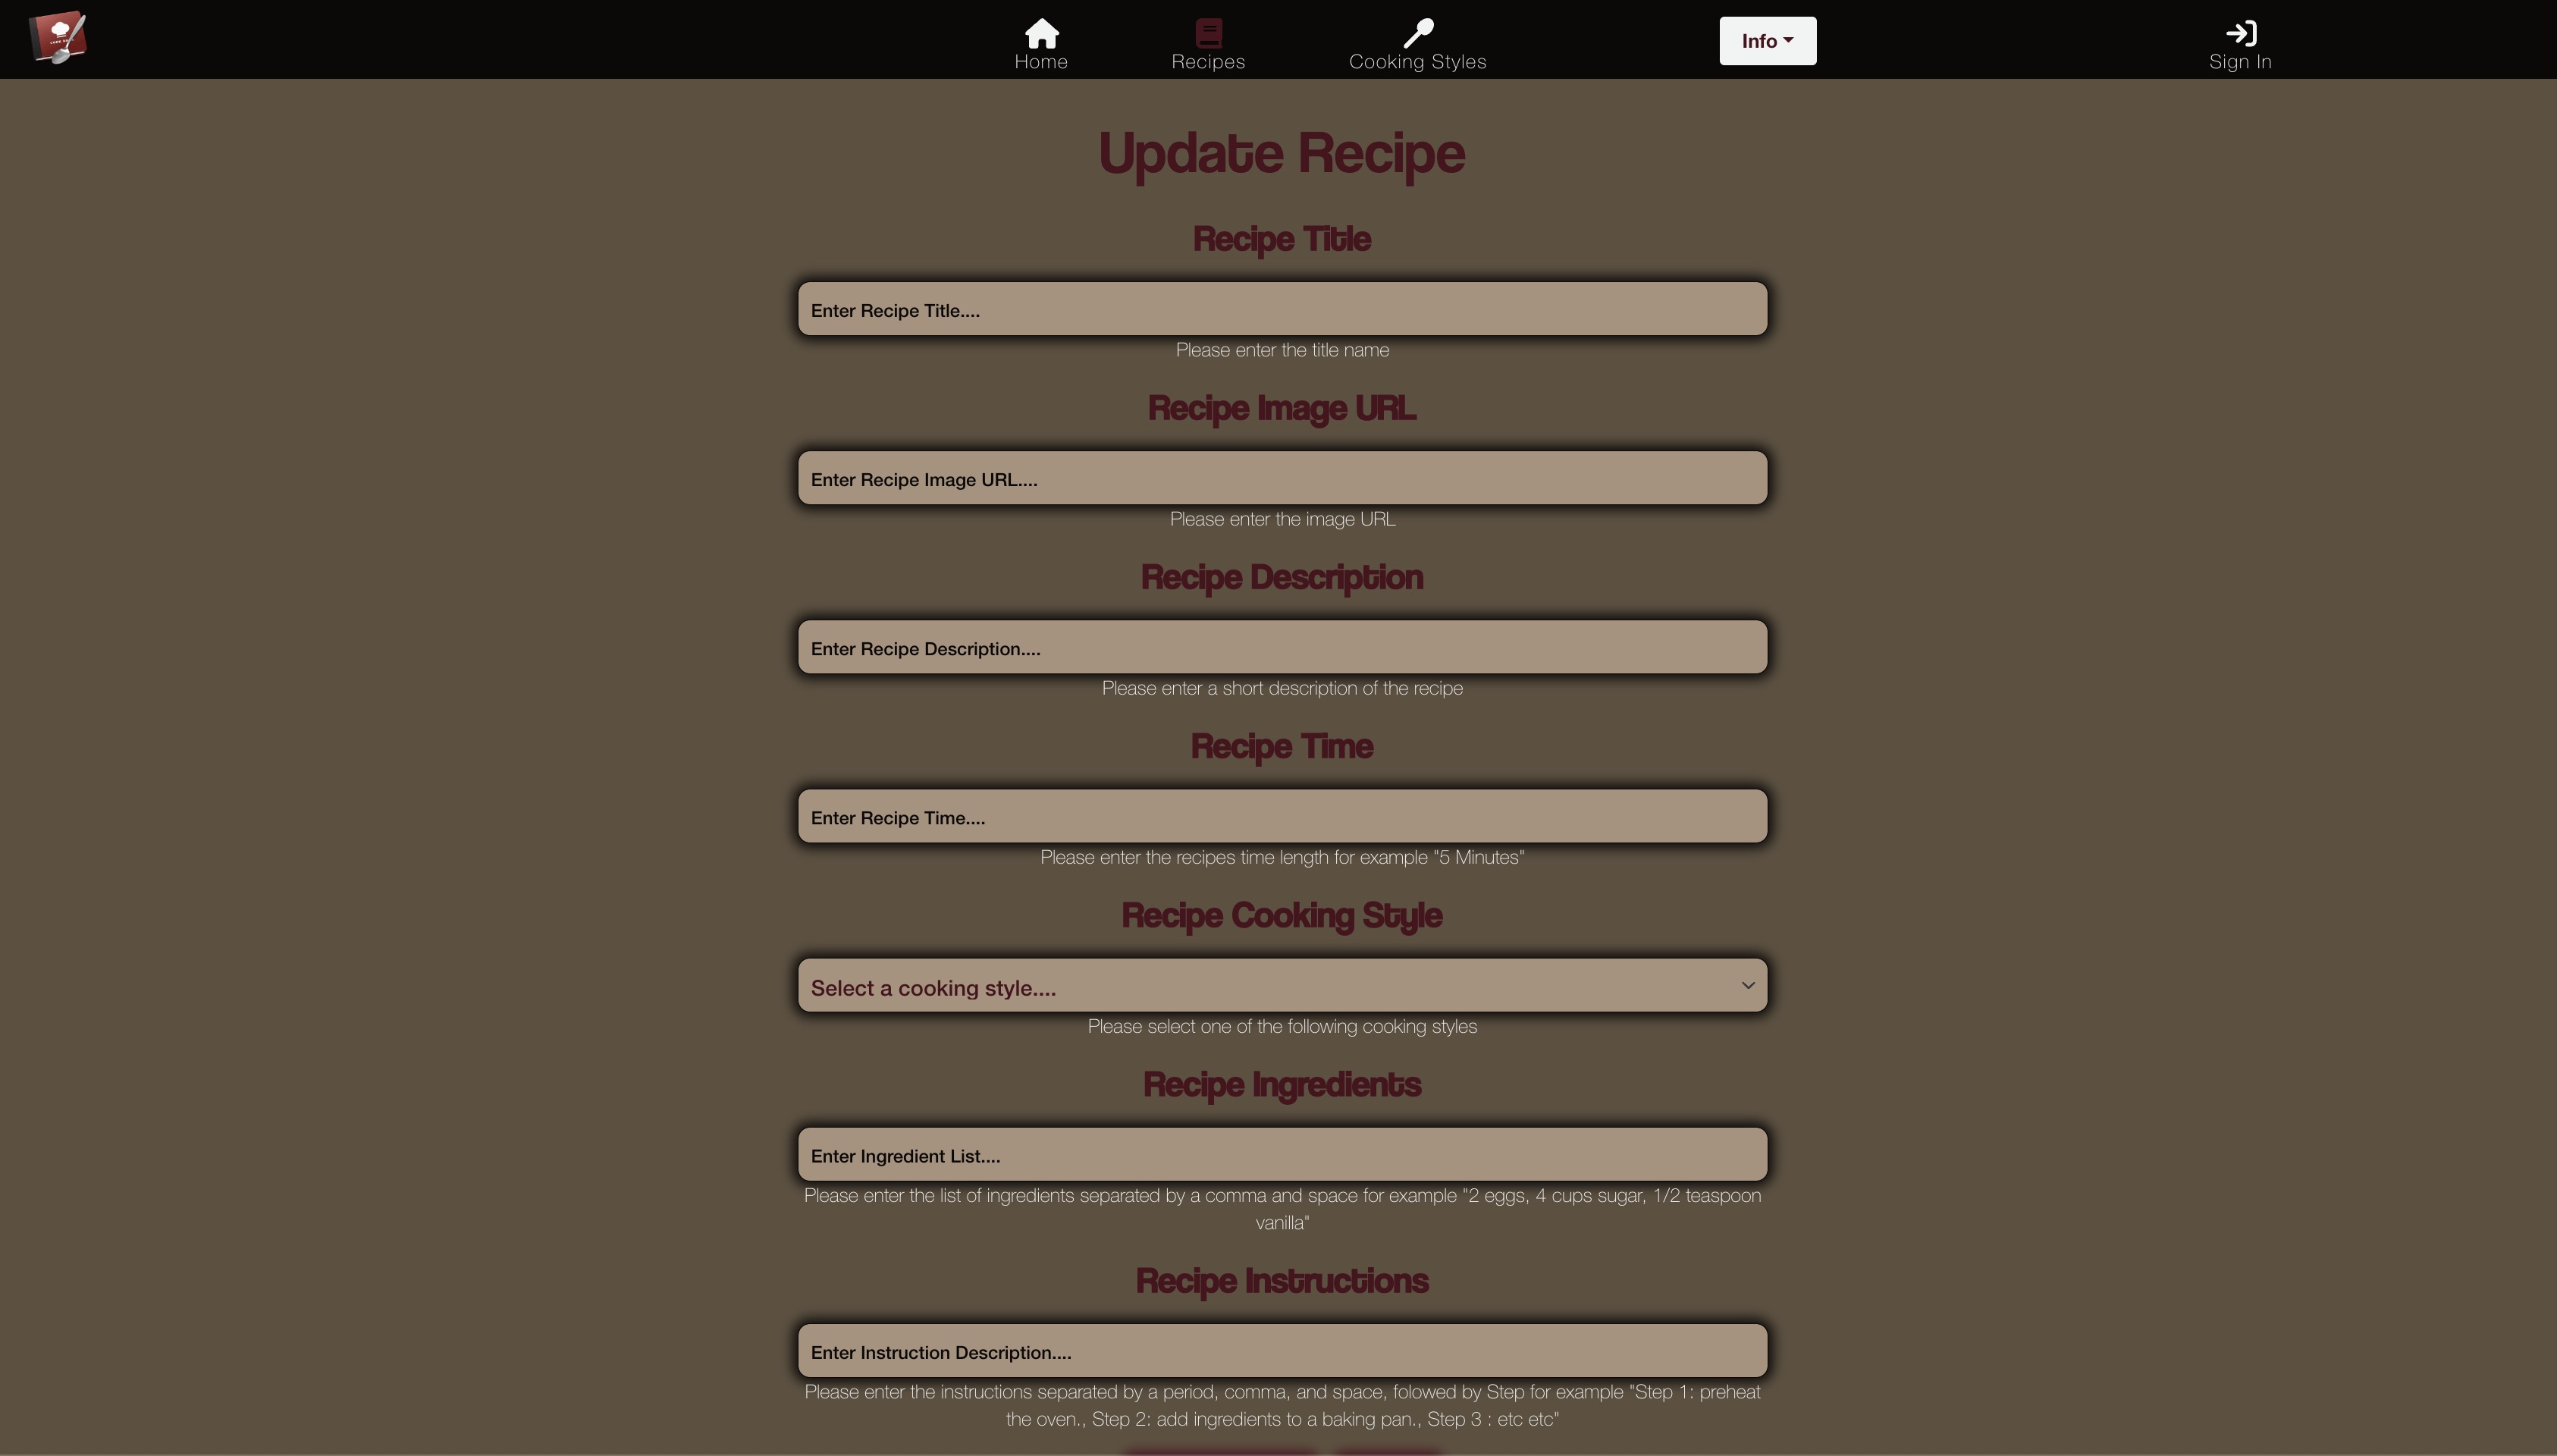 Home
Recipes
Cooking Styles
Info
Sign In
Update Recipe
Recipe Title
Enter Recipe Title....
Please enter the title name
Recipe Image URL
Enter Recipe Image URL....
Please enter the image URL
Recipe Description
Enter Recipe Description....
Please enter a short description of the recipe
Recipe Time
Enter Recipe Time....
Please enter the recipes time length for example "5 Minutes"
Recipe Cooking Style
Select a cooking style....
Please select one of the following cooking styles
Recipe Ingredients
Enter Ingredient List....
Please enter the list of ingredients separated by a comma and space for example "2 eggs, 4 cups sugar, 1/2 teaspoon
vanilla"
Recipe Instructions
Enter Instruction Description....
Please enter the instructions separated by a period, comma, and space, folowed by Step for example "Step 1: preheat
the oven., Step 2: add ingredients to a baking pan., Step 3 : etc etc"